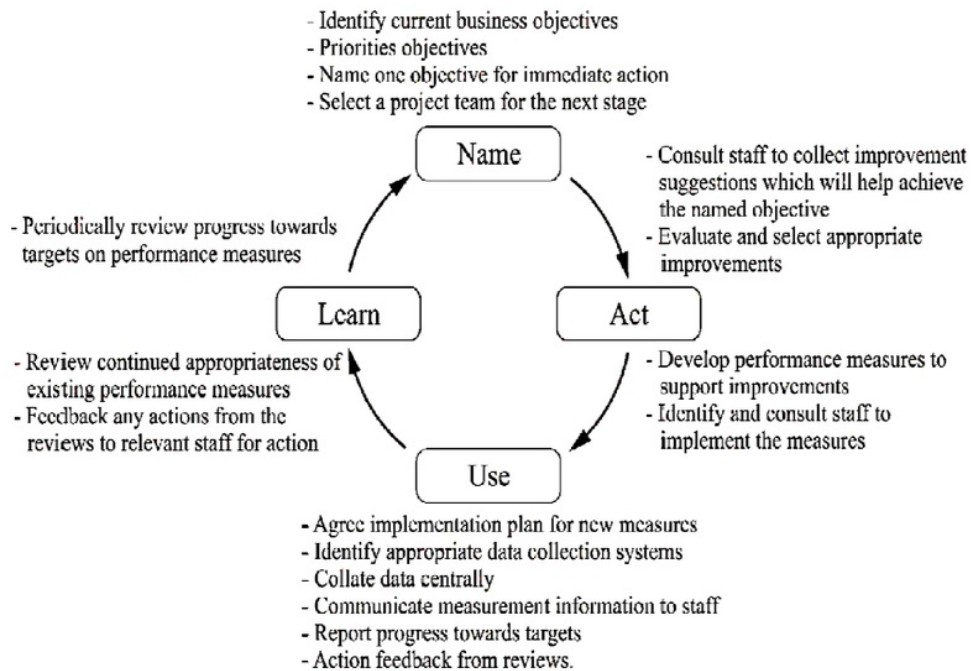 - Identify current business objectives
- Priorities objectives
- Name one objective for immediate action
- Select a project team for the next stage
Name
- Consult staff to collect improvement
suggestions which will help achieve
the named objective
- Evaluate and select appropriate
improvements
- Periodically review progress towards
targets on performance measures
Learn
Act
- Review continued appropriateness of
existing performance measures
- Feedback any actions from the
reviews to relevant staff for action
- Develop performance measures to
support improvements
- Identify and consult staff to
implement the measures
Use
- Agree implementation plan for new measures
- Identify appropriate data collection systems
- Collate data centrally
- Communicate measurement information to staff
- Report progress towards targets
- Action feedback from reviews.